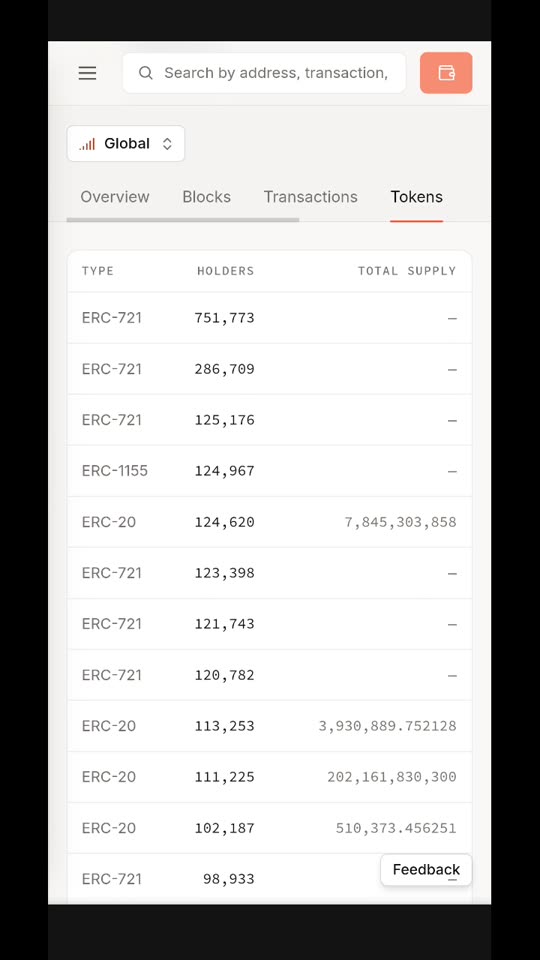 Search by address, transaction,
Global
Overview Blocks Transactions Tokens
TYPE HOLDERS TOTAL SUPPLY
ERC-721 751,773 —
ERC-721 286,709 —
ERC-721 125,176 —
ERC-1155 124,967 —
ERC-20 124,620 7,845,303,858
ERC-721 123,398 —
ERC-721 121,743 —
ERC-721 120,782 —
ERC-20 113,253 3,930,889.752128
ERC-20 111,225 202,161,830,300
ERC-20 102,187 510,373.456251
ERC-721 98,933 —
Feedback